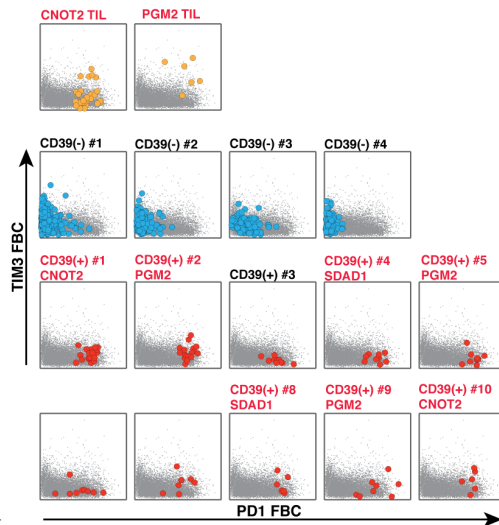 CNOT2 TIL
PGM2 TIL
CD39(-) #1
CD39(-) #2
CD39(-) #3
CD39(-) #4
CD39(+) #1
CNOT2
CD39(+) #2
PGM2
CD39(+) #3
CD39(+) #4
SDAD1
CD39(+) #5
PGM2
CD39(+) #8
SDAD1
CD39(+) #9
PGM2
CD39(+) #10
CNOT2
TIM3 FBC
PD1 FBC